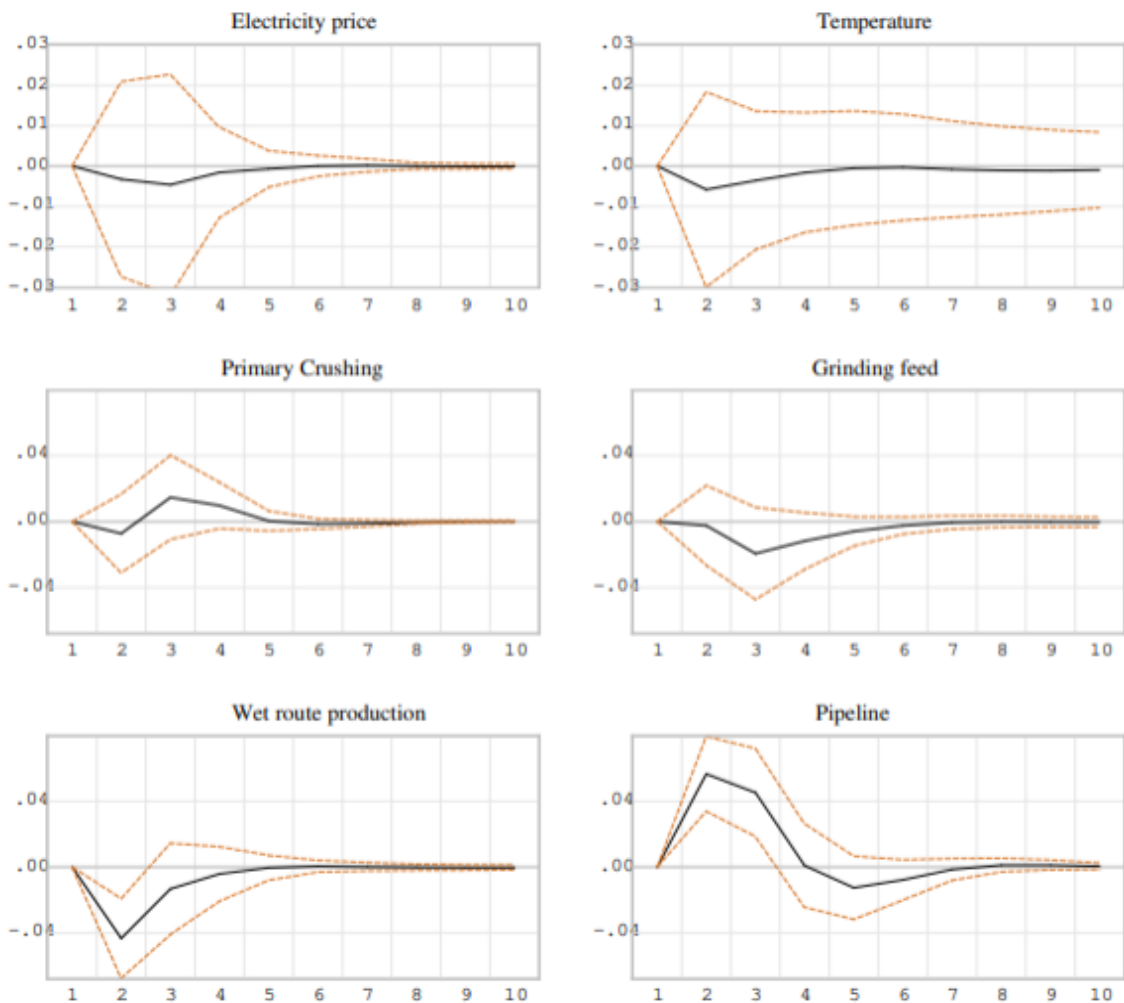 Electricity price
.03
.02
.01
.00
-.01
-.02
-.03
1 2 3 4 5 6 7 8 9 10
Temperature
.03
.02
.01
.00
-.01
-.02
-.03
1 2 3 4 5 6 7 8 9 10
Primary Crushing
.04
.00
-.04
1 2 3 4 5 6 7 8 9 10
Grinding feed
.04
.00
-.04
1 2 3 4 5 6 7 8 9 10
Wet route production
.04
.00
-.04
1 2 3 4 5 6 7 8 9 10
Pipeline
.04
.00
-.04
1 2 3 4 5 6 7 8 9 10